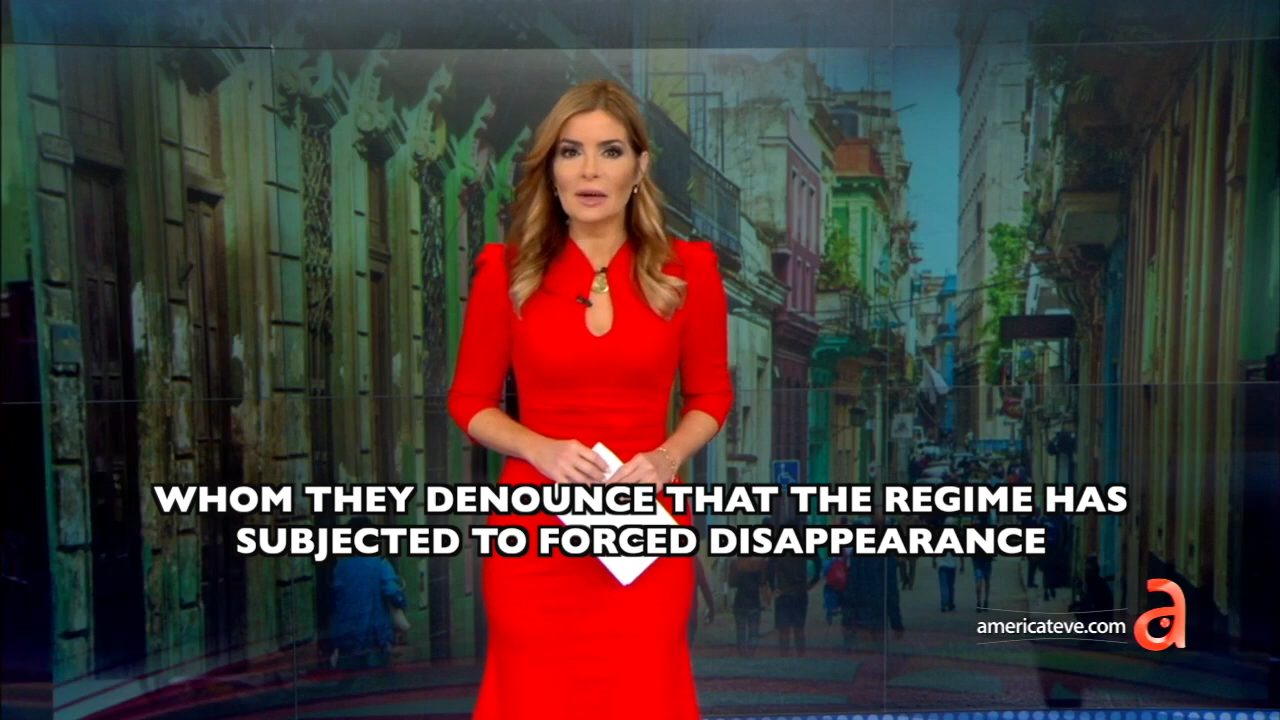 WHOM THEY DENOUNCE THAT THE REGIME HAS
SUBJECTED TO FORCED DISAPPEARANCE
americateve.com a